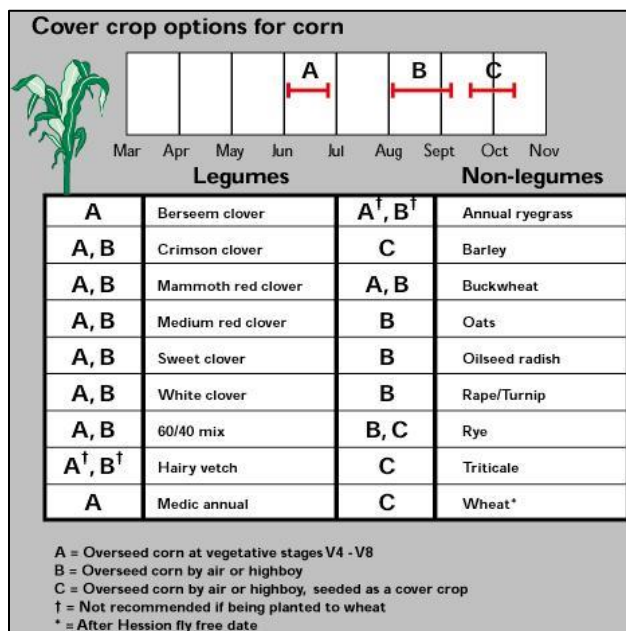 Cover crop options for corn
A B C
Mar Apr May Jun Jul Aug Sept Oct Nov
Legumes Non-legumes
A Berseem clover A†, B† Annual ryegrass
A, B Crimson clover C Barley
A, B Mammoth red clover A, B Buckwheat
A, B Medium red clover B Oats
A, B Sweet clover B Oilseed radish
A, B White clover B Rape/Turnip
A, B 60/40 mix B, C Rye
A†, B† Hairy vetch C Triticale
A Medic annual C Wheat*
A = Overseed corn at vegetative stages V4 - V8
B = Overseed corn by air or highboy
C = Overseed corn by air or highboy, seeded as a cover crop
† = Not recommended if being planted to wheat
* = After Hession fly free date